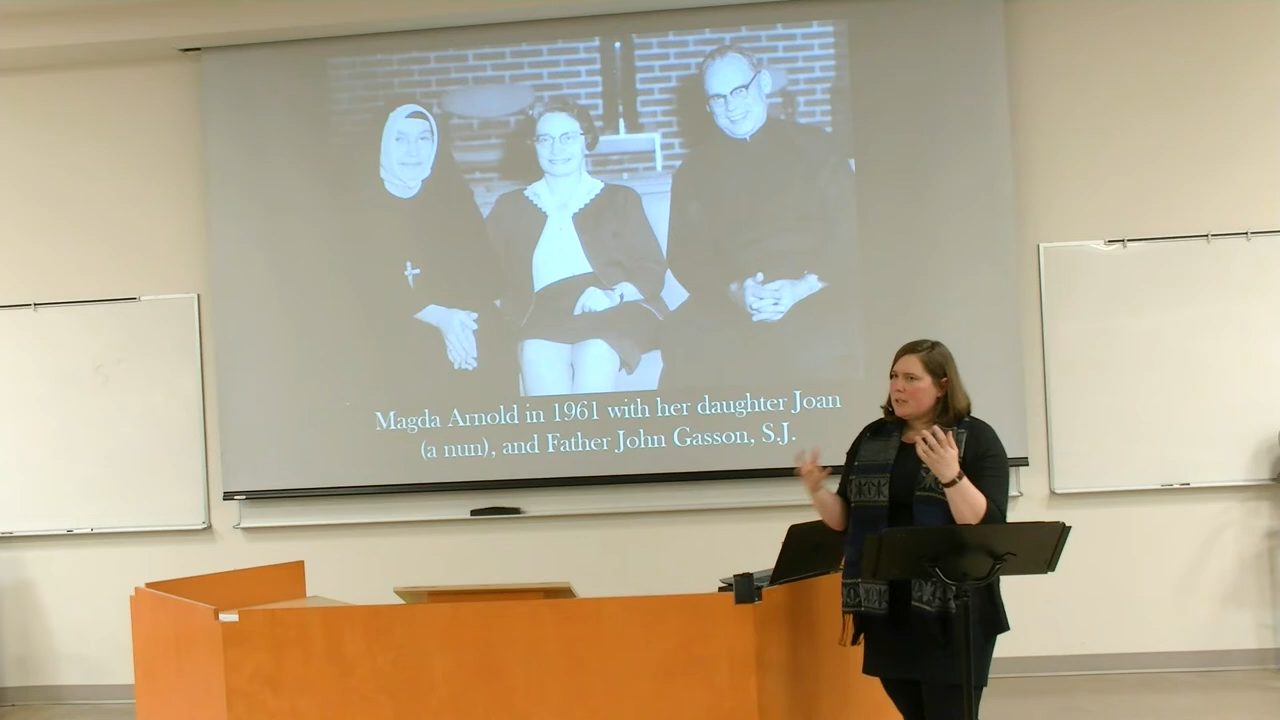 Magda Arnold in 1961 with her daughter Joan
(a nun), and Father John Gasson, S.J.